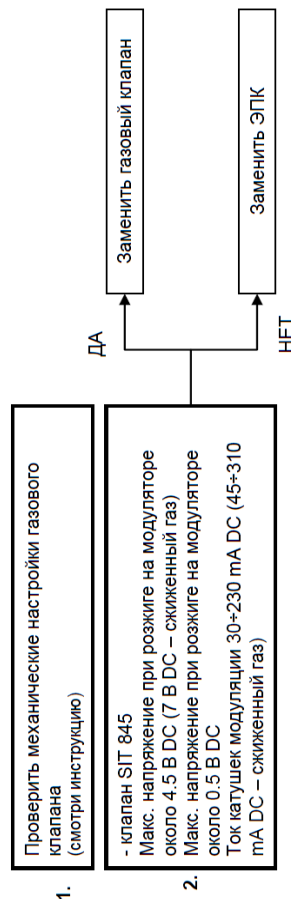 1.
Проверить механические настройки газового
клапана
(смотри инструкцию)
2.
- клапан SIT 845
Макс. напряжение при розжиге на модуляторе
около 4.5 В DC (7 В DC – сжиженный газ)
Макс. напряжение при розжиге на модуляторе
около 0.5 В DC
Ток катушек модуляции 30÷230 mA DC (45÷310
mA DC – сжиженный газ)
ДА
Заменить газовый клапан
НЕТ
Заменить ЭПК